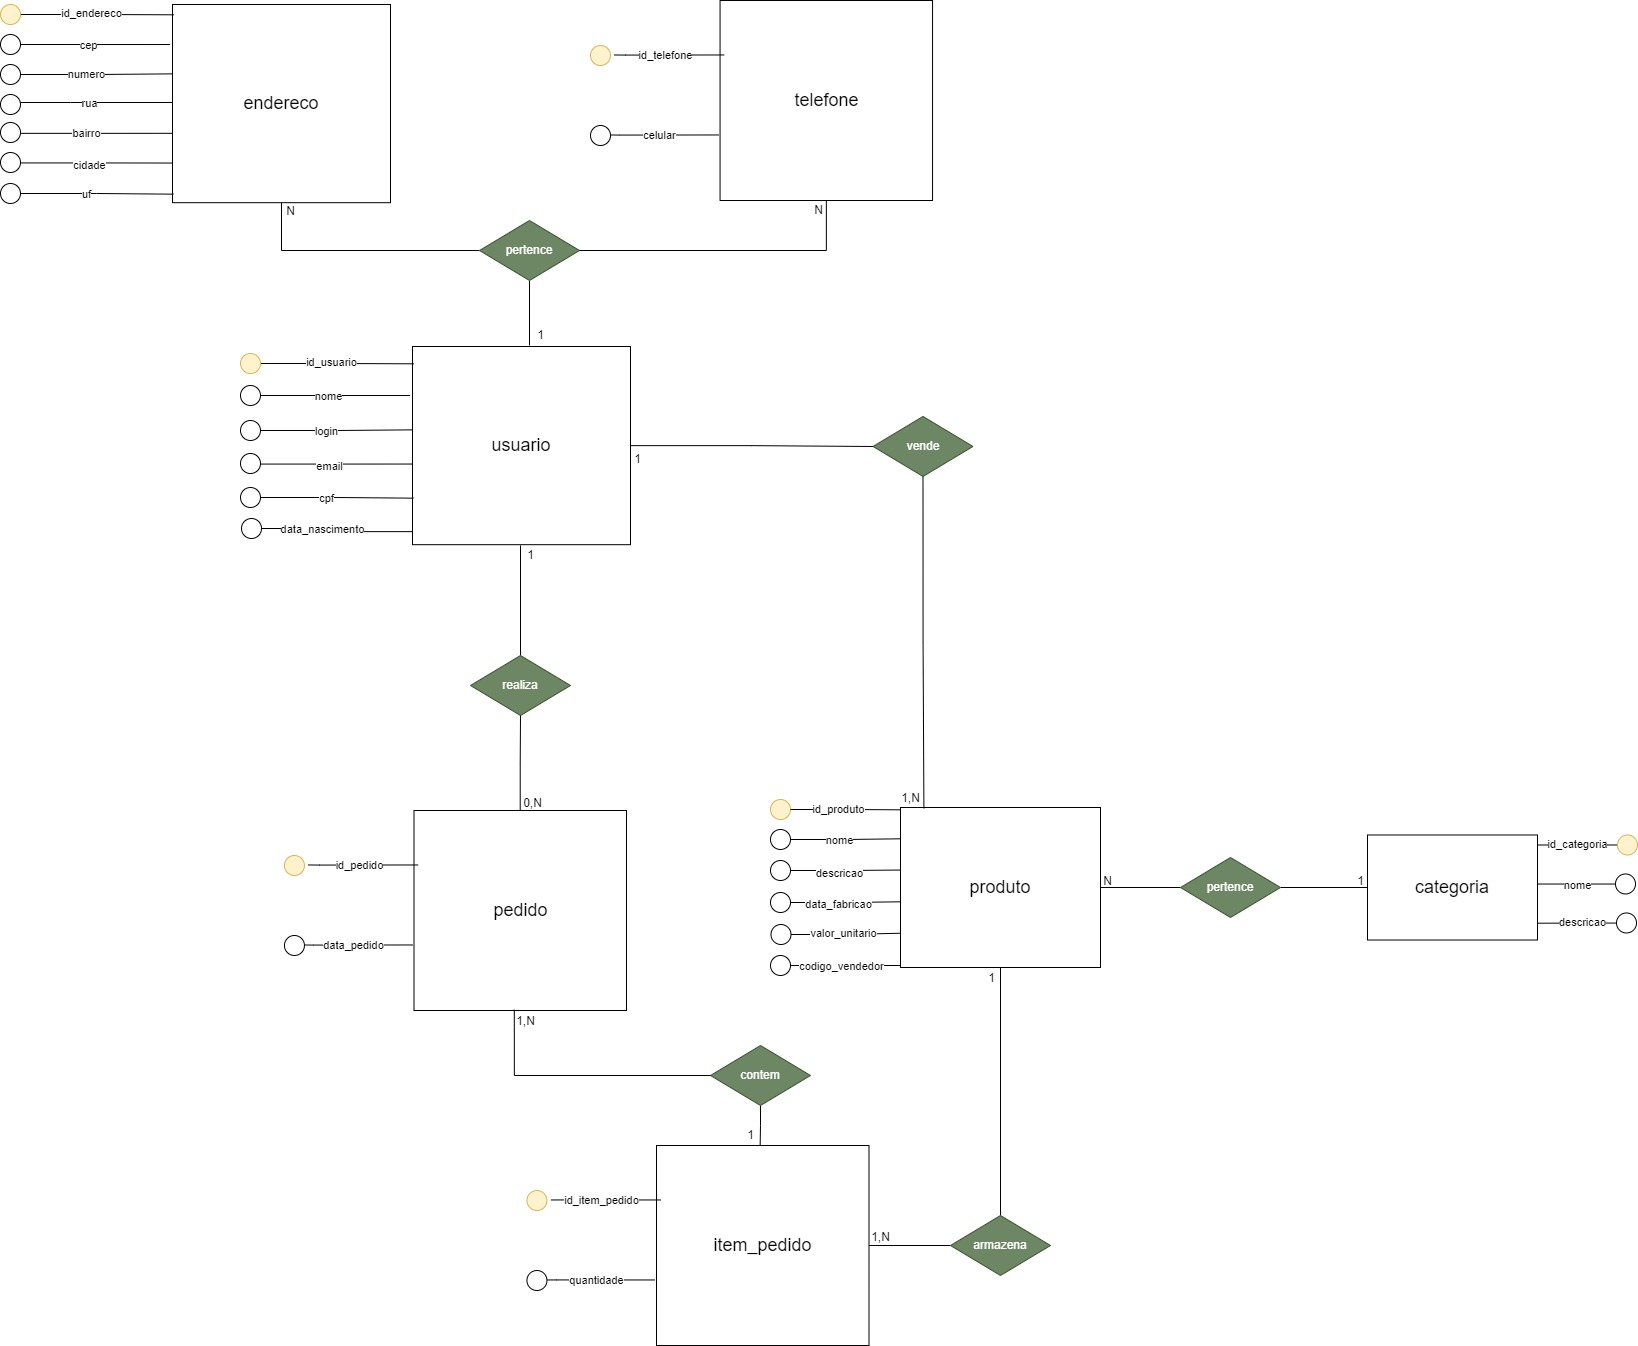 id_endereco
cep
numero
rua
bairro
cidade
uf
endereco
N
id_telefone
celular
telefone
N
pertence
1
id_usuario
nome
login
email
cpf
data_nascimento
usuario
1
vende
1
realiza
0,N
id_pedido
data_pedido
pedido
1,N
1,N
id_produto
nome
descricao
data_fabricao
valor_unitario
codigo_vendedor
produto
N
pertence
1
categoria
id_categoria
nome
descricao
1
contem
1
id_item_pedido
quantidade
item_pedido
1,N
armazena